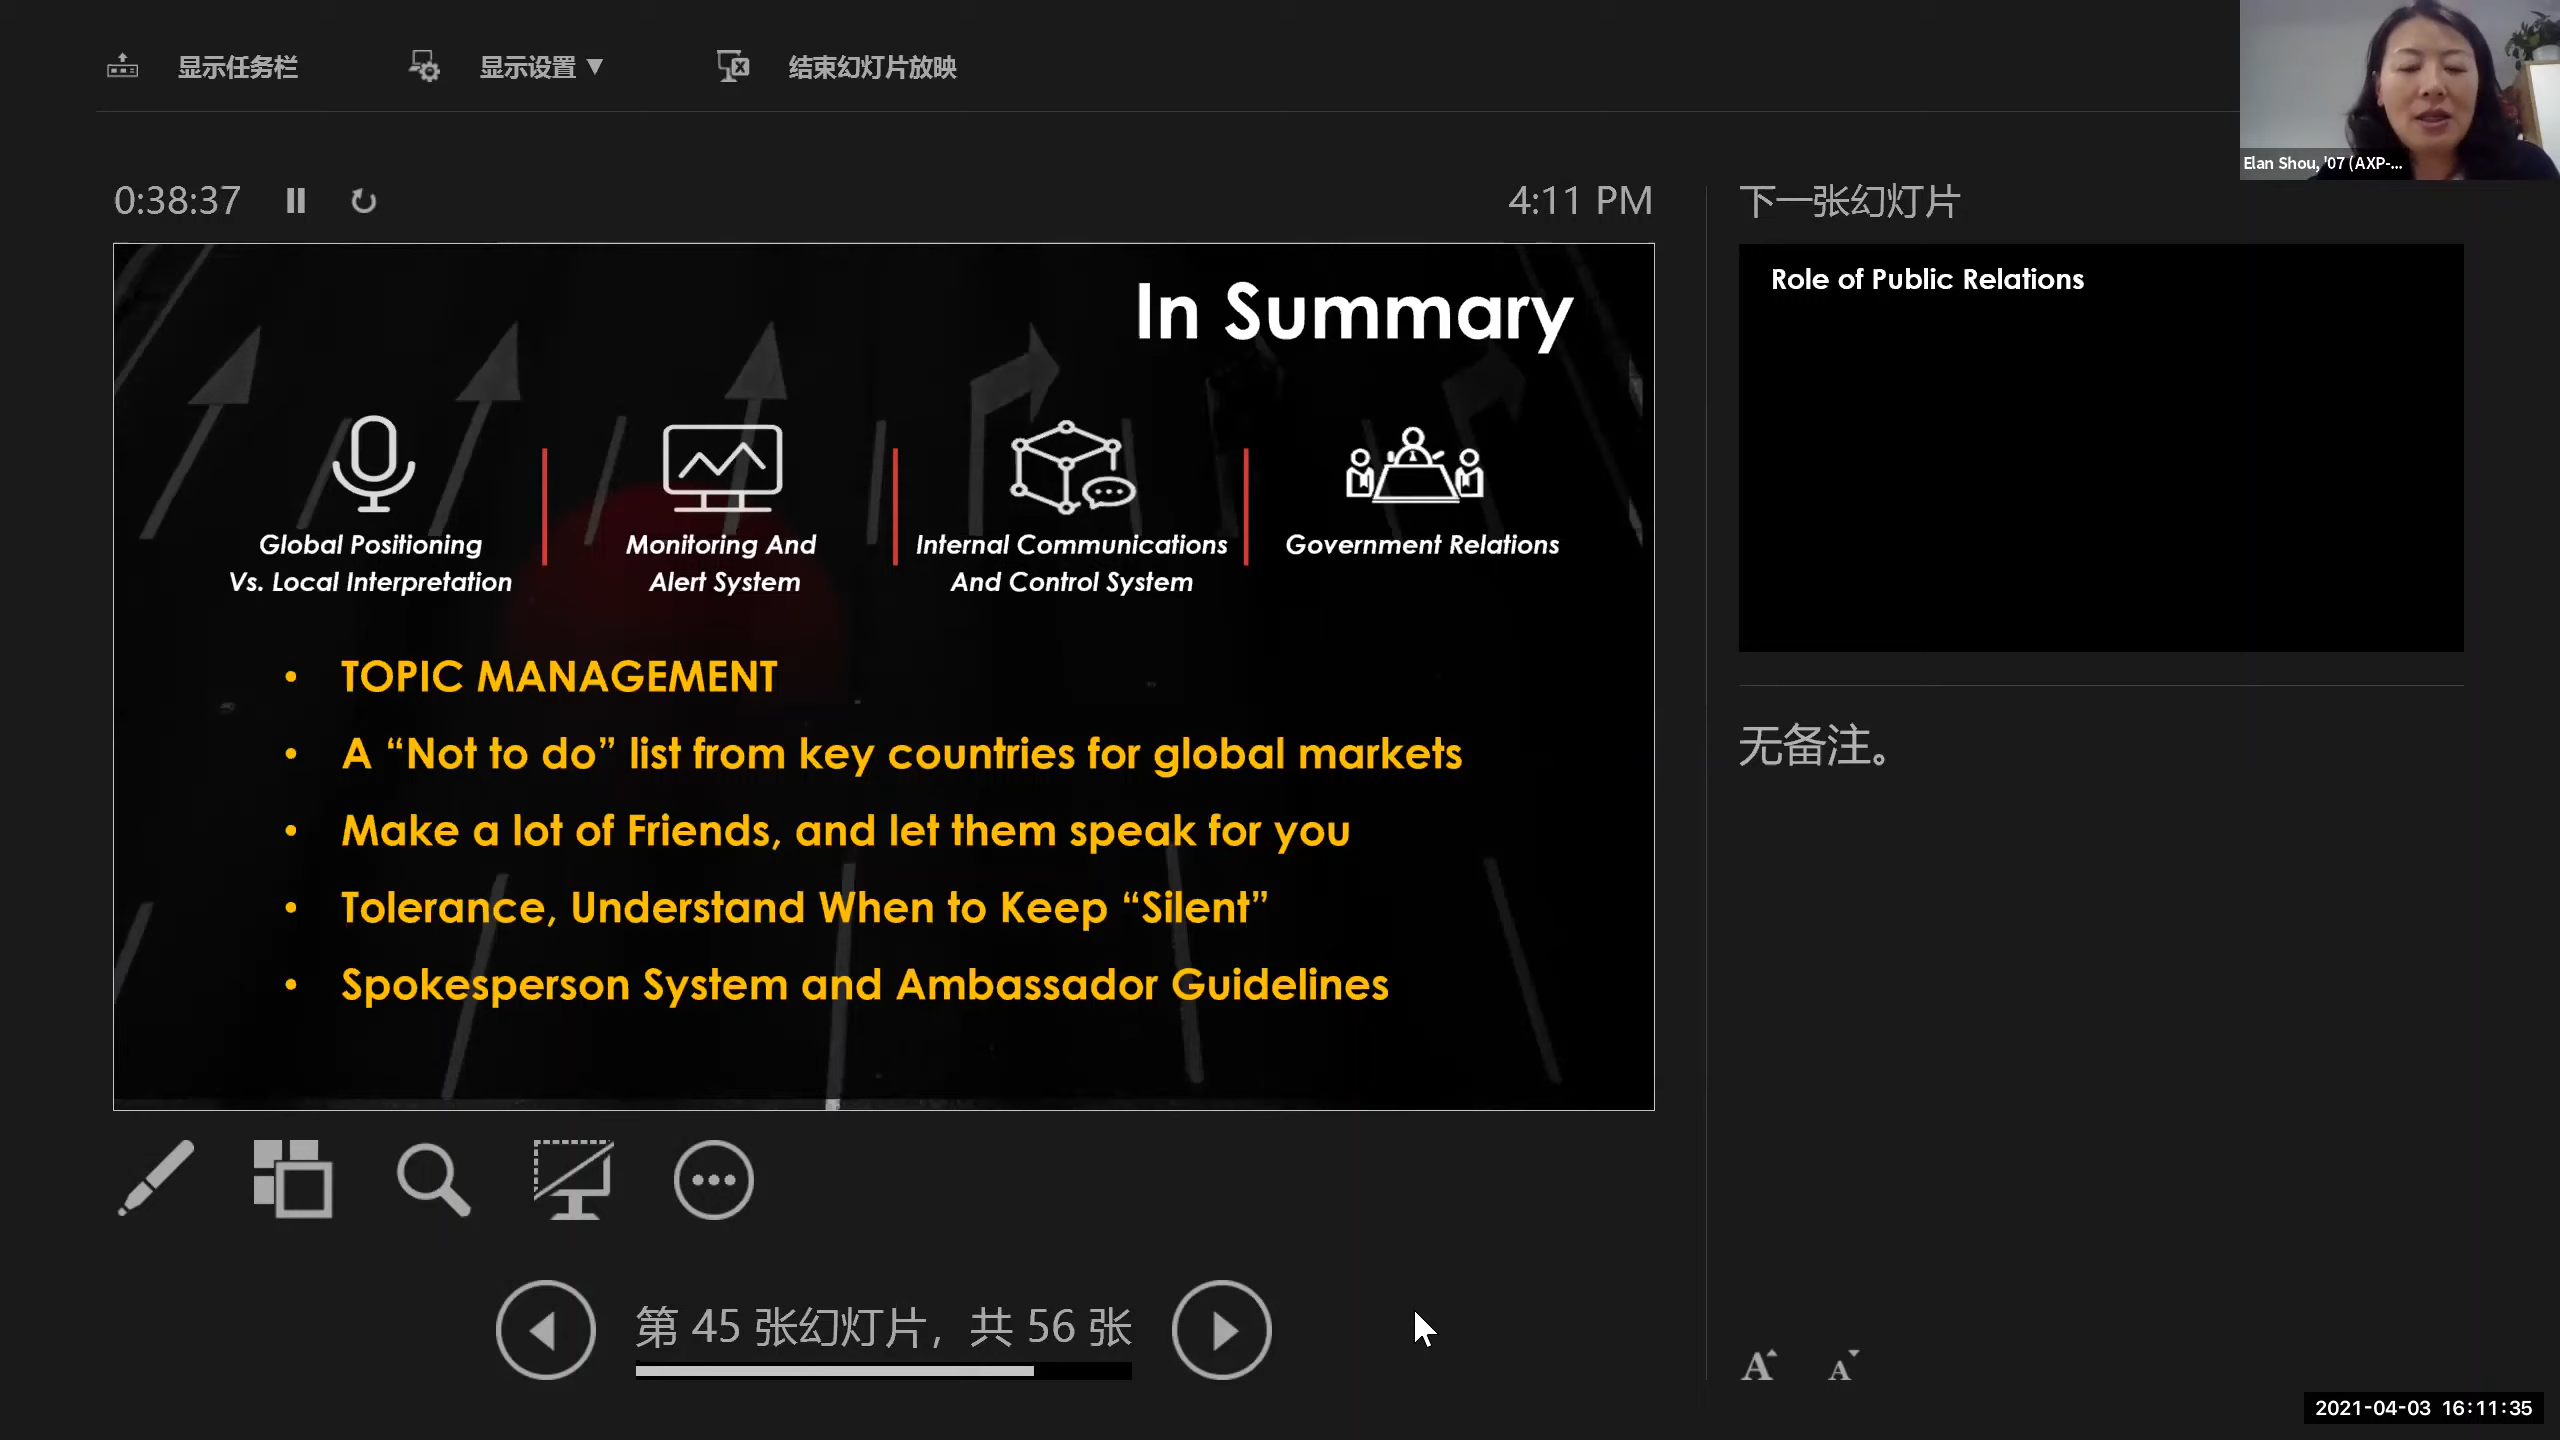 显示任务栏
显示设置 ▼
结束幻灯片放映
Elan Shou, '07 (AXP-...
0:38:37
4:11 PM
下一张幻灯片
In Summary
Global Positioning
Vs. Local Interpretation
Monitoring And
Alert System
Internal Communications
And Control System
Government Relations
• TOPIC MANAGEMENT
• A “Not to do” list from key countries for global markets
• Make a lot of Friends, and let them speak for you
• Tolerance, Understand When to Keep “Silent”
• Spokesperson System and Ambassador Guidelines
Role of Public Relations
无备注。
第 45 张幻灯片，共 56 张
A A
2021-04-03 16:11:35